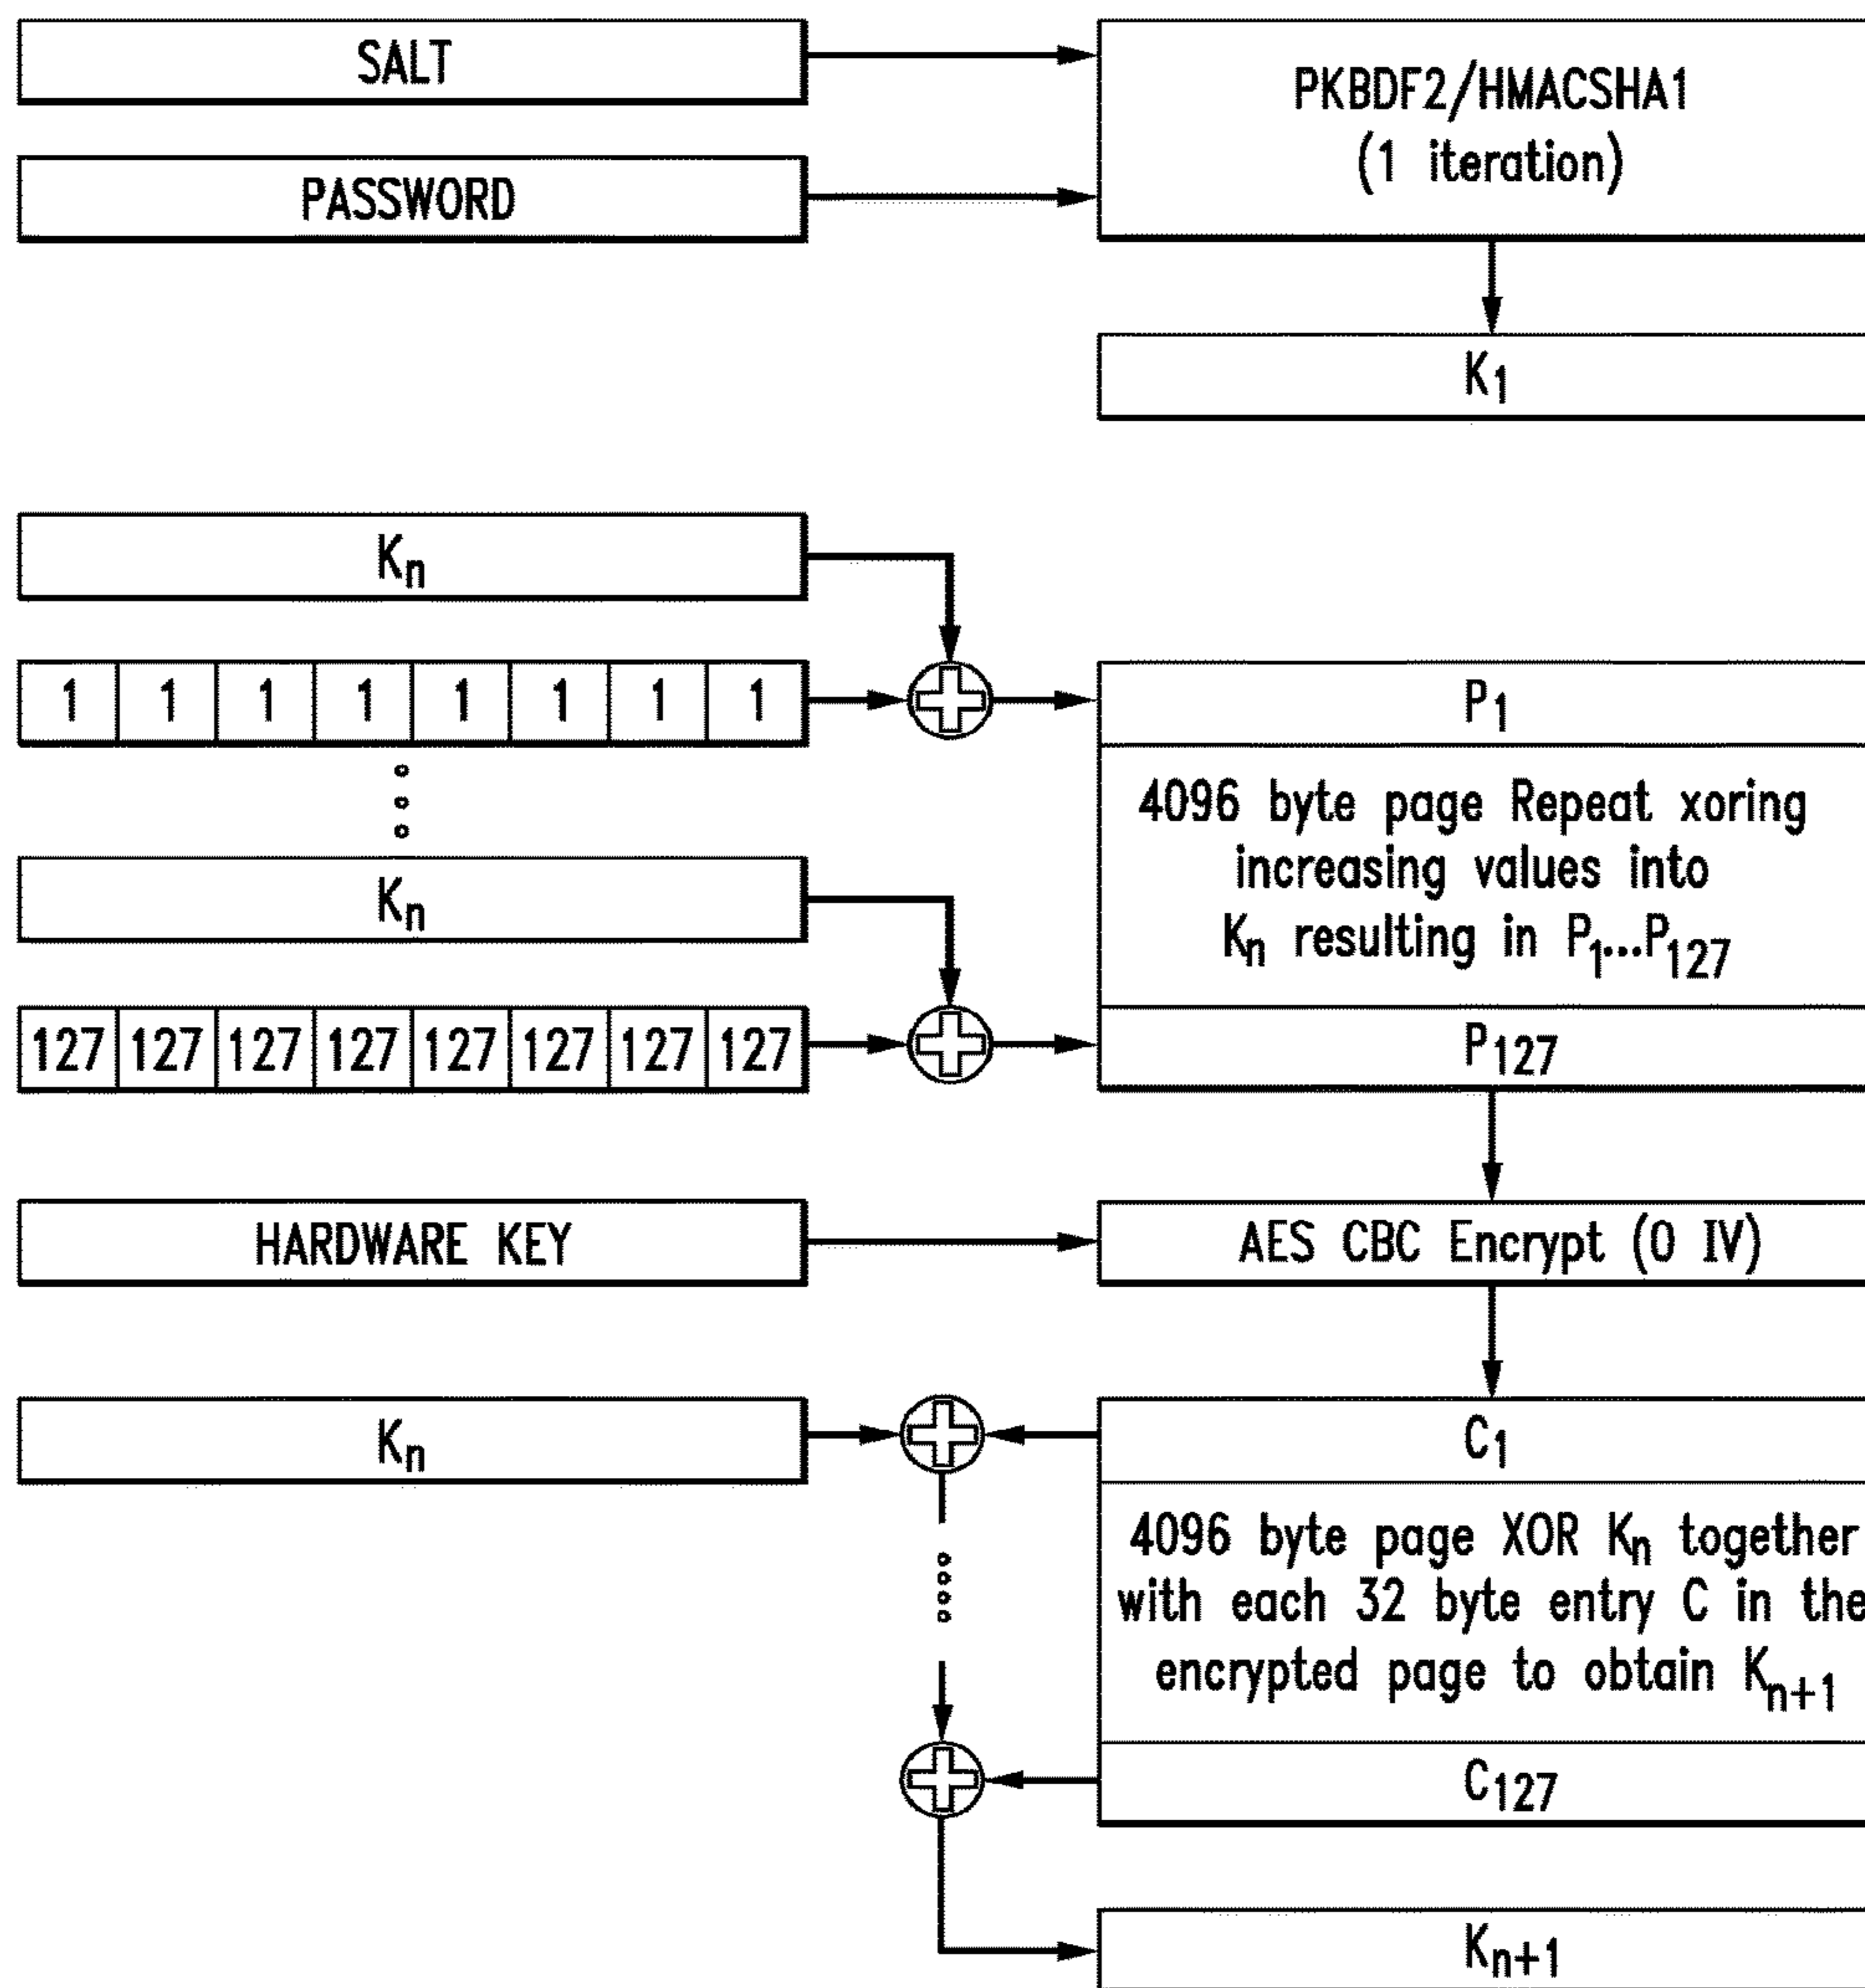 SALT
PKBDF2/HMACSHA1
(1 iteration)
PASSWORD
K1
Kn
1 1 1 1 1 1 1 1
P1
4096 byte page Repeat xoring
increasing values into
Kn resulting in P1...P127
Kn
127 127 127 127 127 127 127 127
P127
HARDWARE KEY
AES CBC Encrypt (0 IV)
Kn
C1
4096 byte page XOR Kn together
with each 32 byte entry C in the
encrypted page to obtain Kn+1
C127
Kn+1